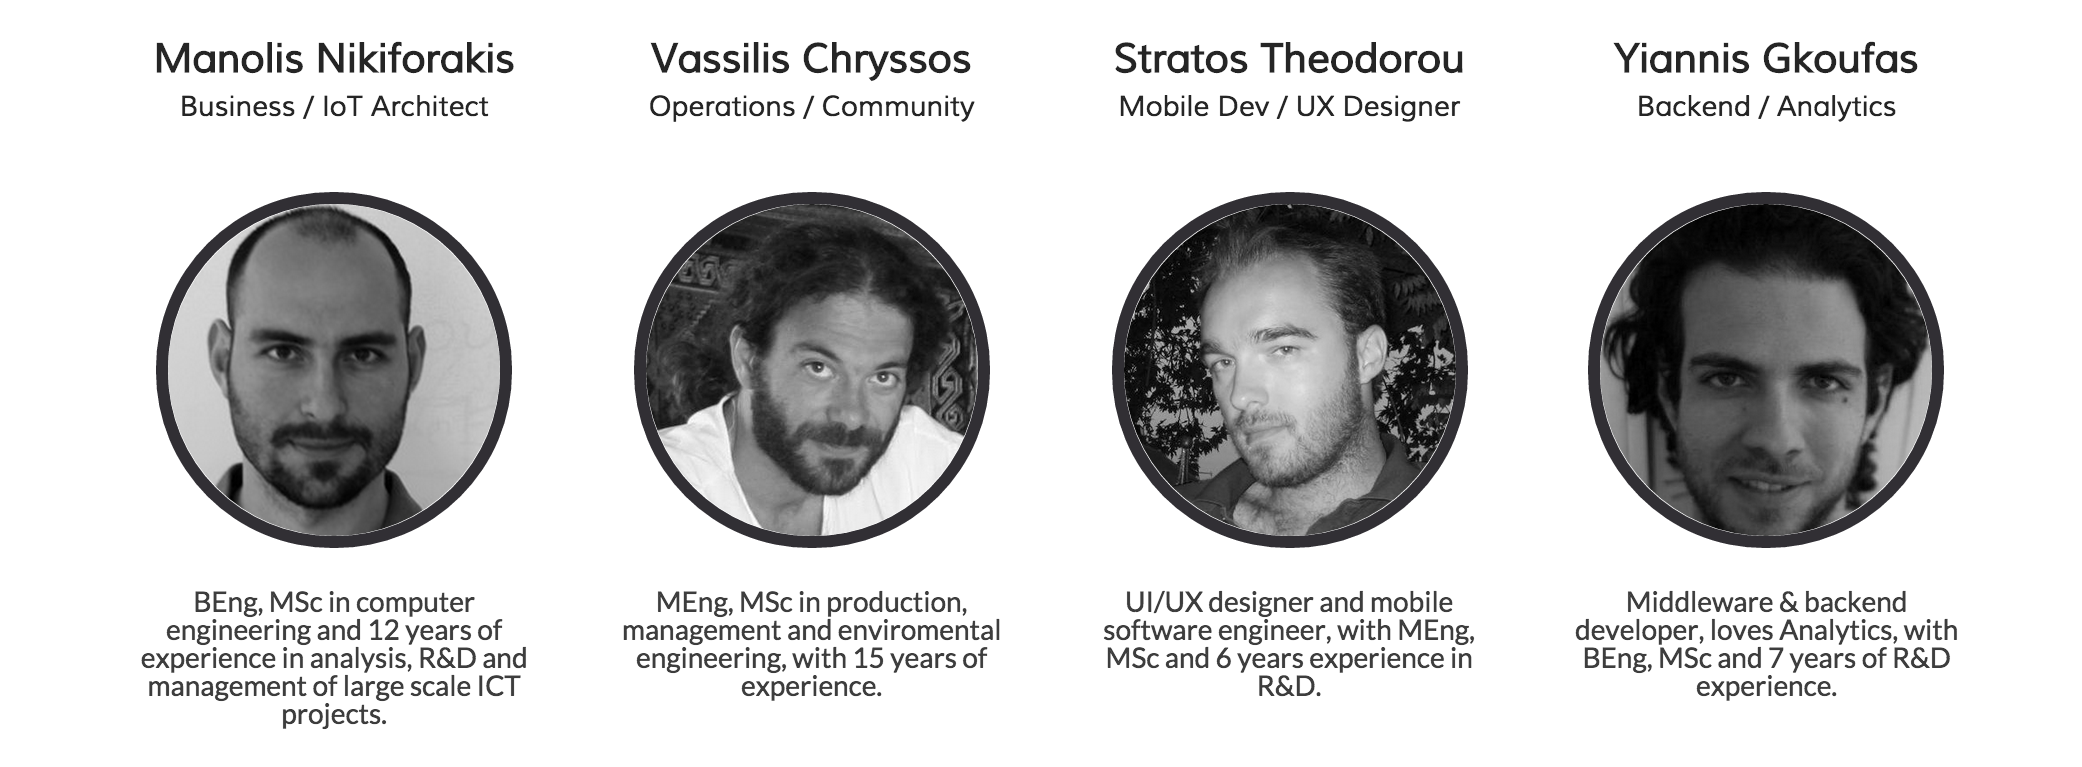 Manolis Nikiforakis
Business / IoT Architect
BEng, MSc in computer
engineering and 12 years of
experience in analysis, R&D and
management of large scale ICT
projects.
Vassilis Chryssos
Operations / Community
MEng, MSc in production,
management and enviromental
engineering, with 15 years of
experience.
Stratos Theodorou
Mobile Dev / UX Designer
UI/UX designer and mobile
software engineer, with MEng,
MSc and 6 years experience in
R&D.
Yiannis Gkoufas
Backend / Analytics
Middleware & backend
developer, loves Analytics, with
BEng, MSc and 7 years of R&D
experience.